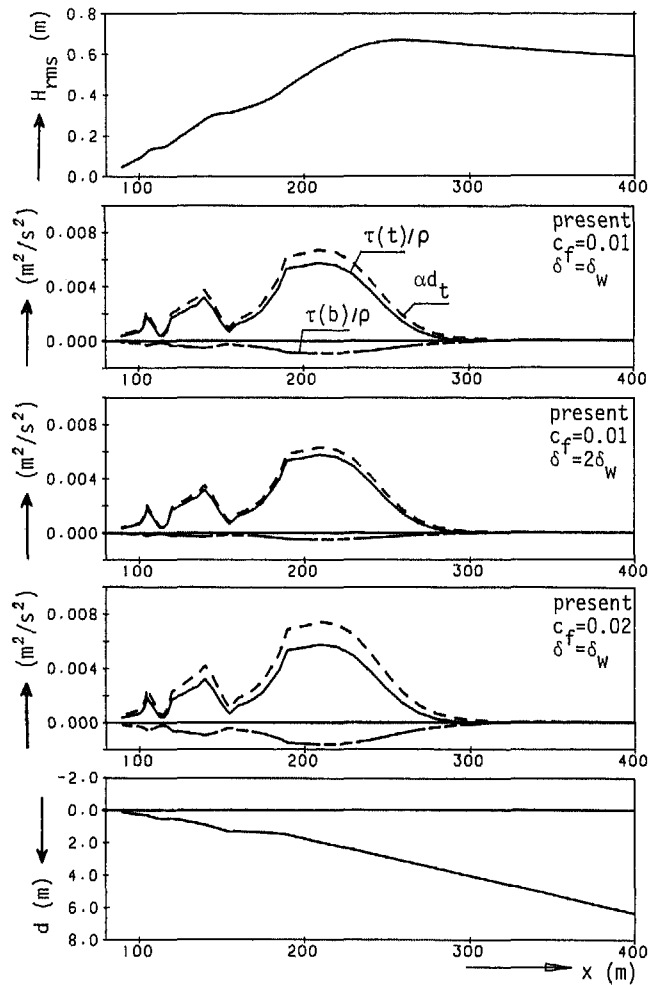 H_rms (m)
0.8
0.6
0.4
0.2
0.0
100 200 300 400
(m²/s²)
0.008
0.004
0.000
present
c_f=0.01
δ=δ_w
τ(t)/ρ
αd_t
τ(b)/ρ
100 200 300 400
(m²/s²)
0.008
0.004
0.000
present
c_f=0.01
δ=2δ_w
100 200 300 400
(m²/s²)
0.008
0.004
0.000
present
c_f=0.02
δ=δ_w
100 200 300 400
d (m)
-2.0
0.0
2.0
4.0
6.0
8.0
100 200 300 400
x (m)